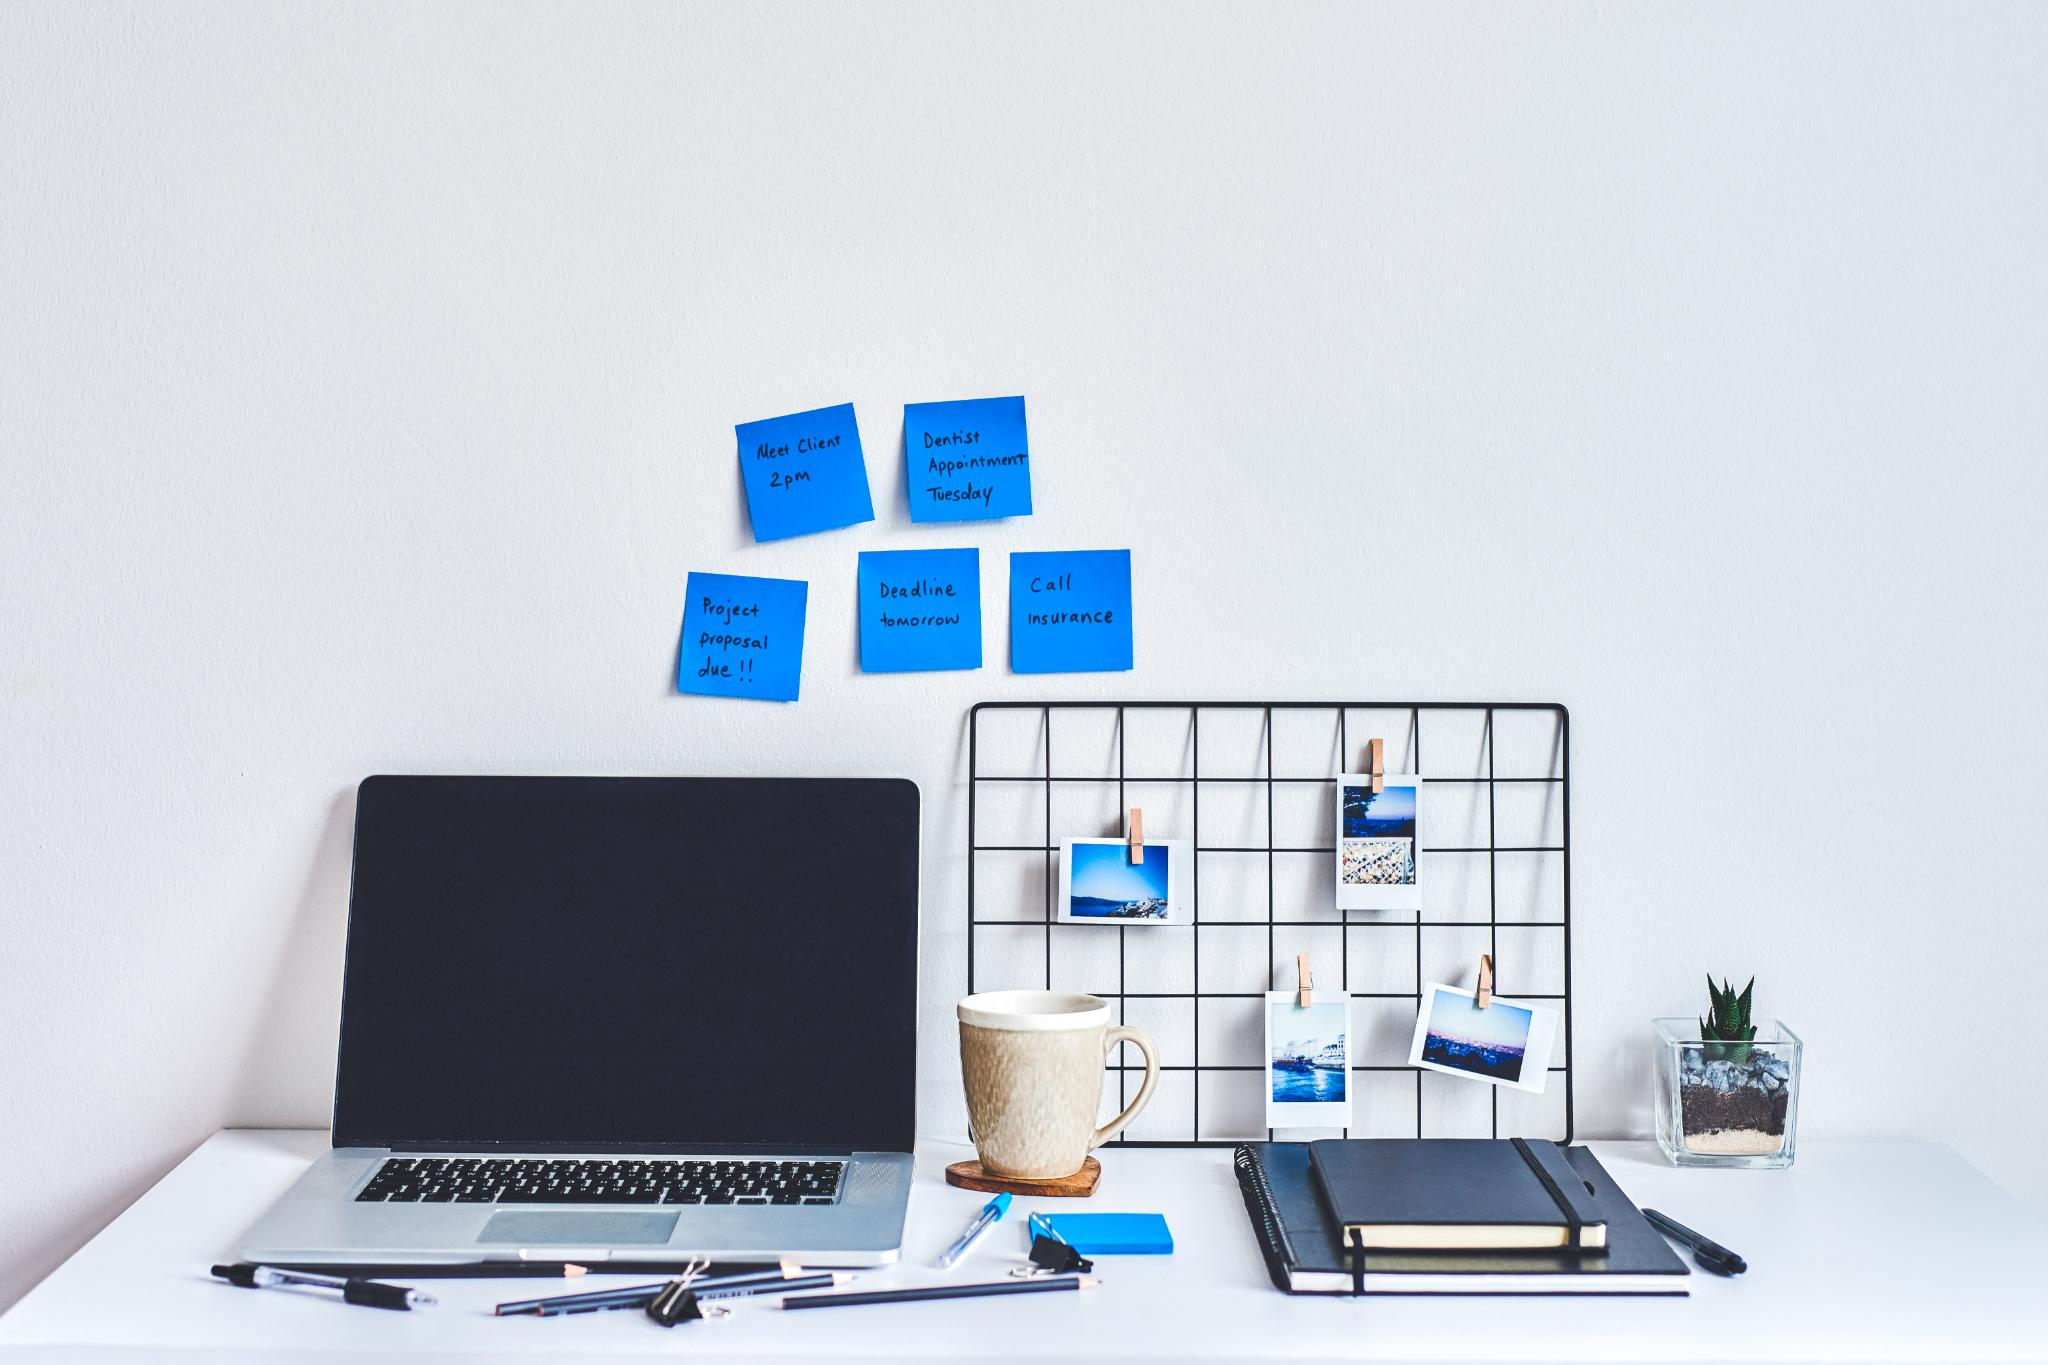 Meet Client
2pm
Dentist
Appointment
Tuesday
Project
proposal
due !!
Deadline
tomorrow
Call
insurance